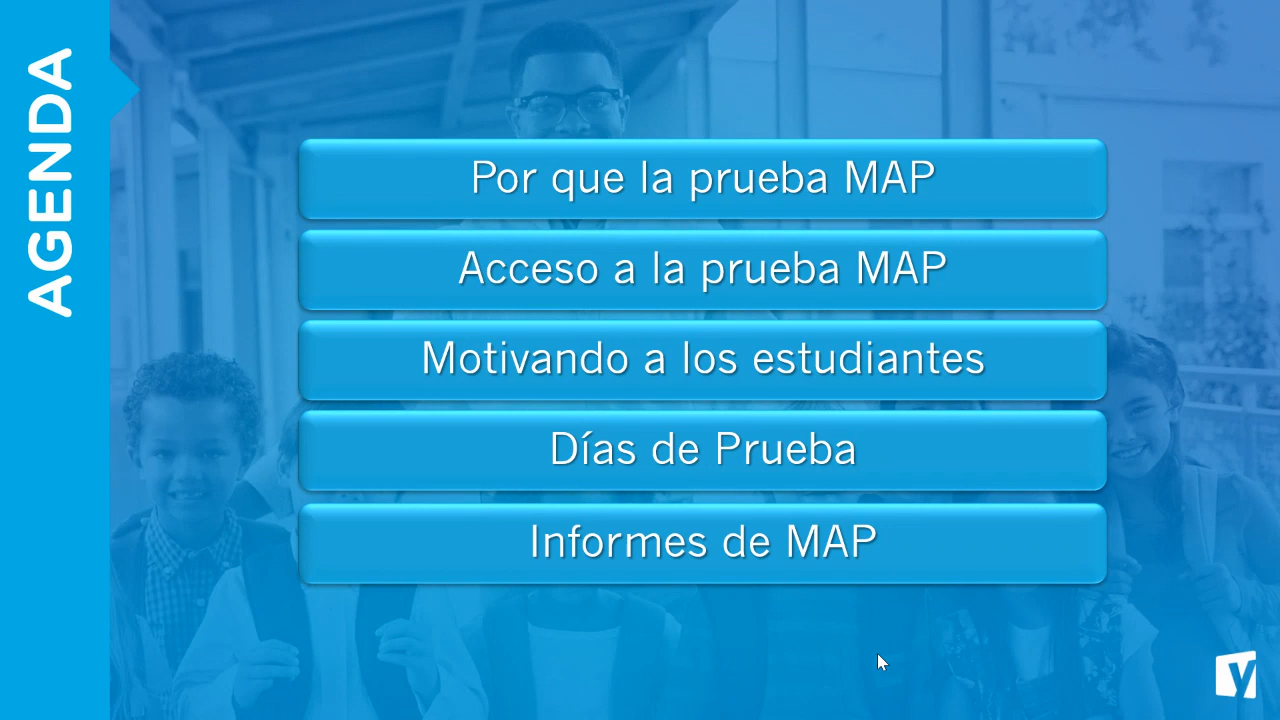 AGENDA
Por que la prueba MAP
Acceso a la prueba MAP
Motivando a los estudiantes
Días de Prueba
Informes de MAP
y